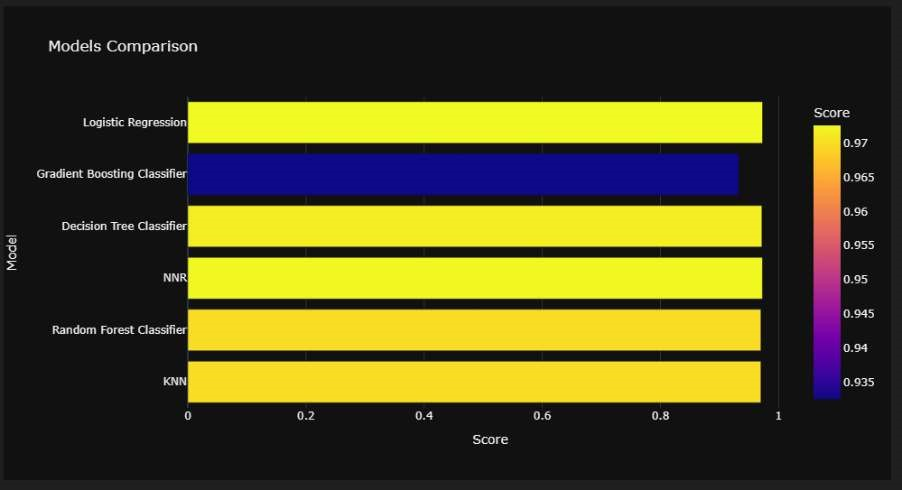 Models Comparison
Score
Logistic Regression
Gradient Boosting Classifier
Decision Tree Classifier
NNR
Random Forest Classifier
KNN
Model
0 0.2 0.4 0.6 0.8 1
Score
0.97
0.965
0.96
0.955
0.95
0.945
0.94
0.935